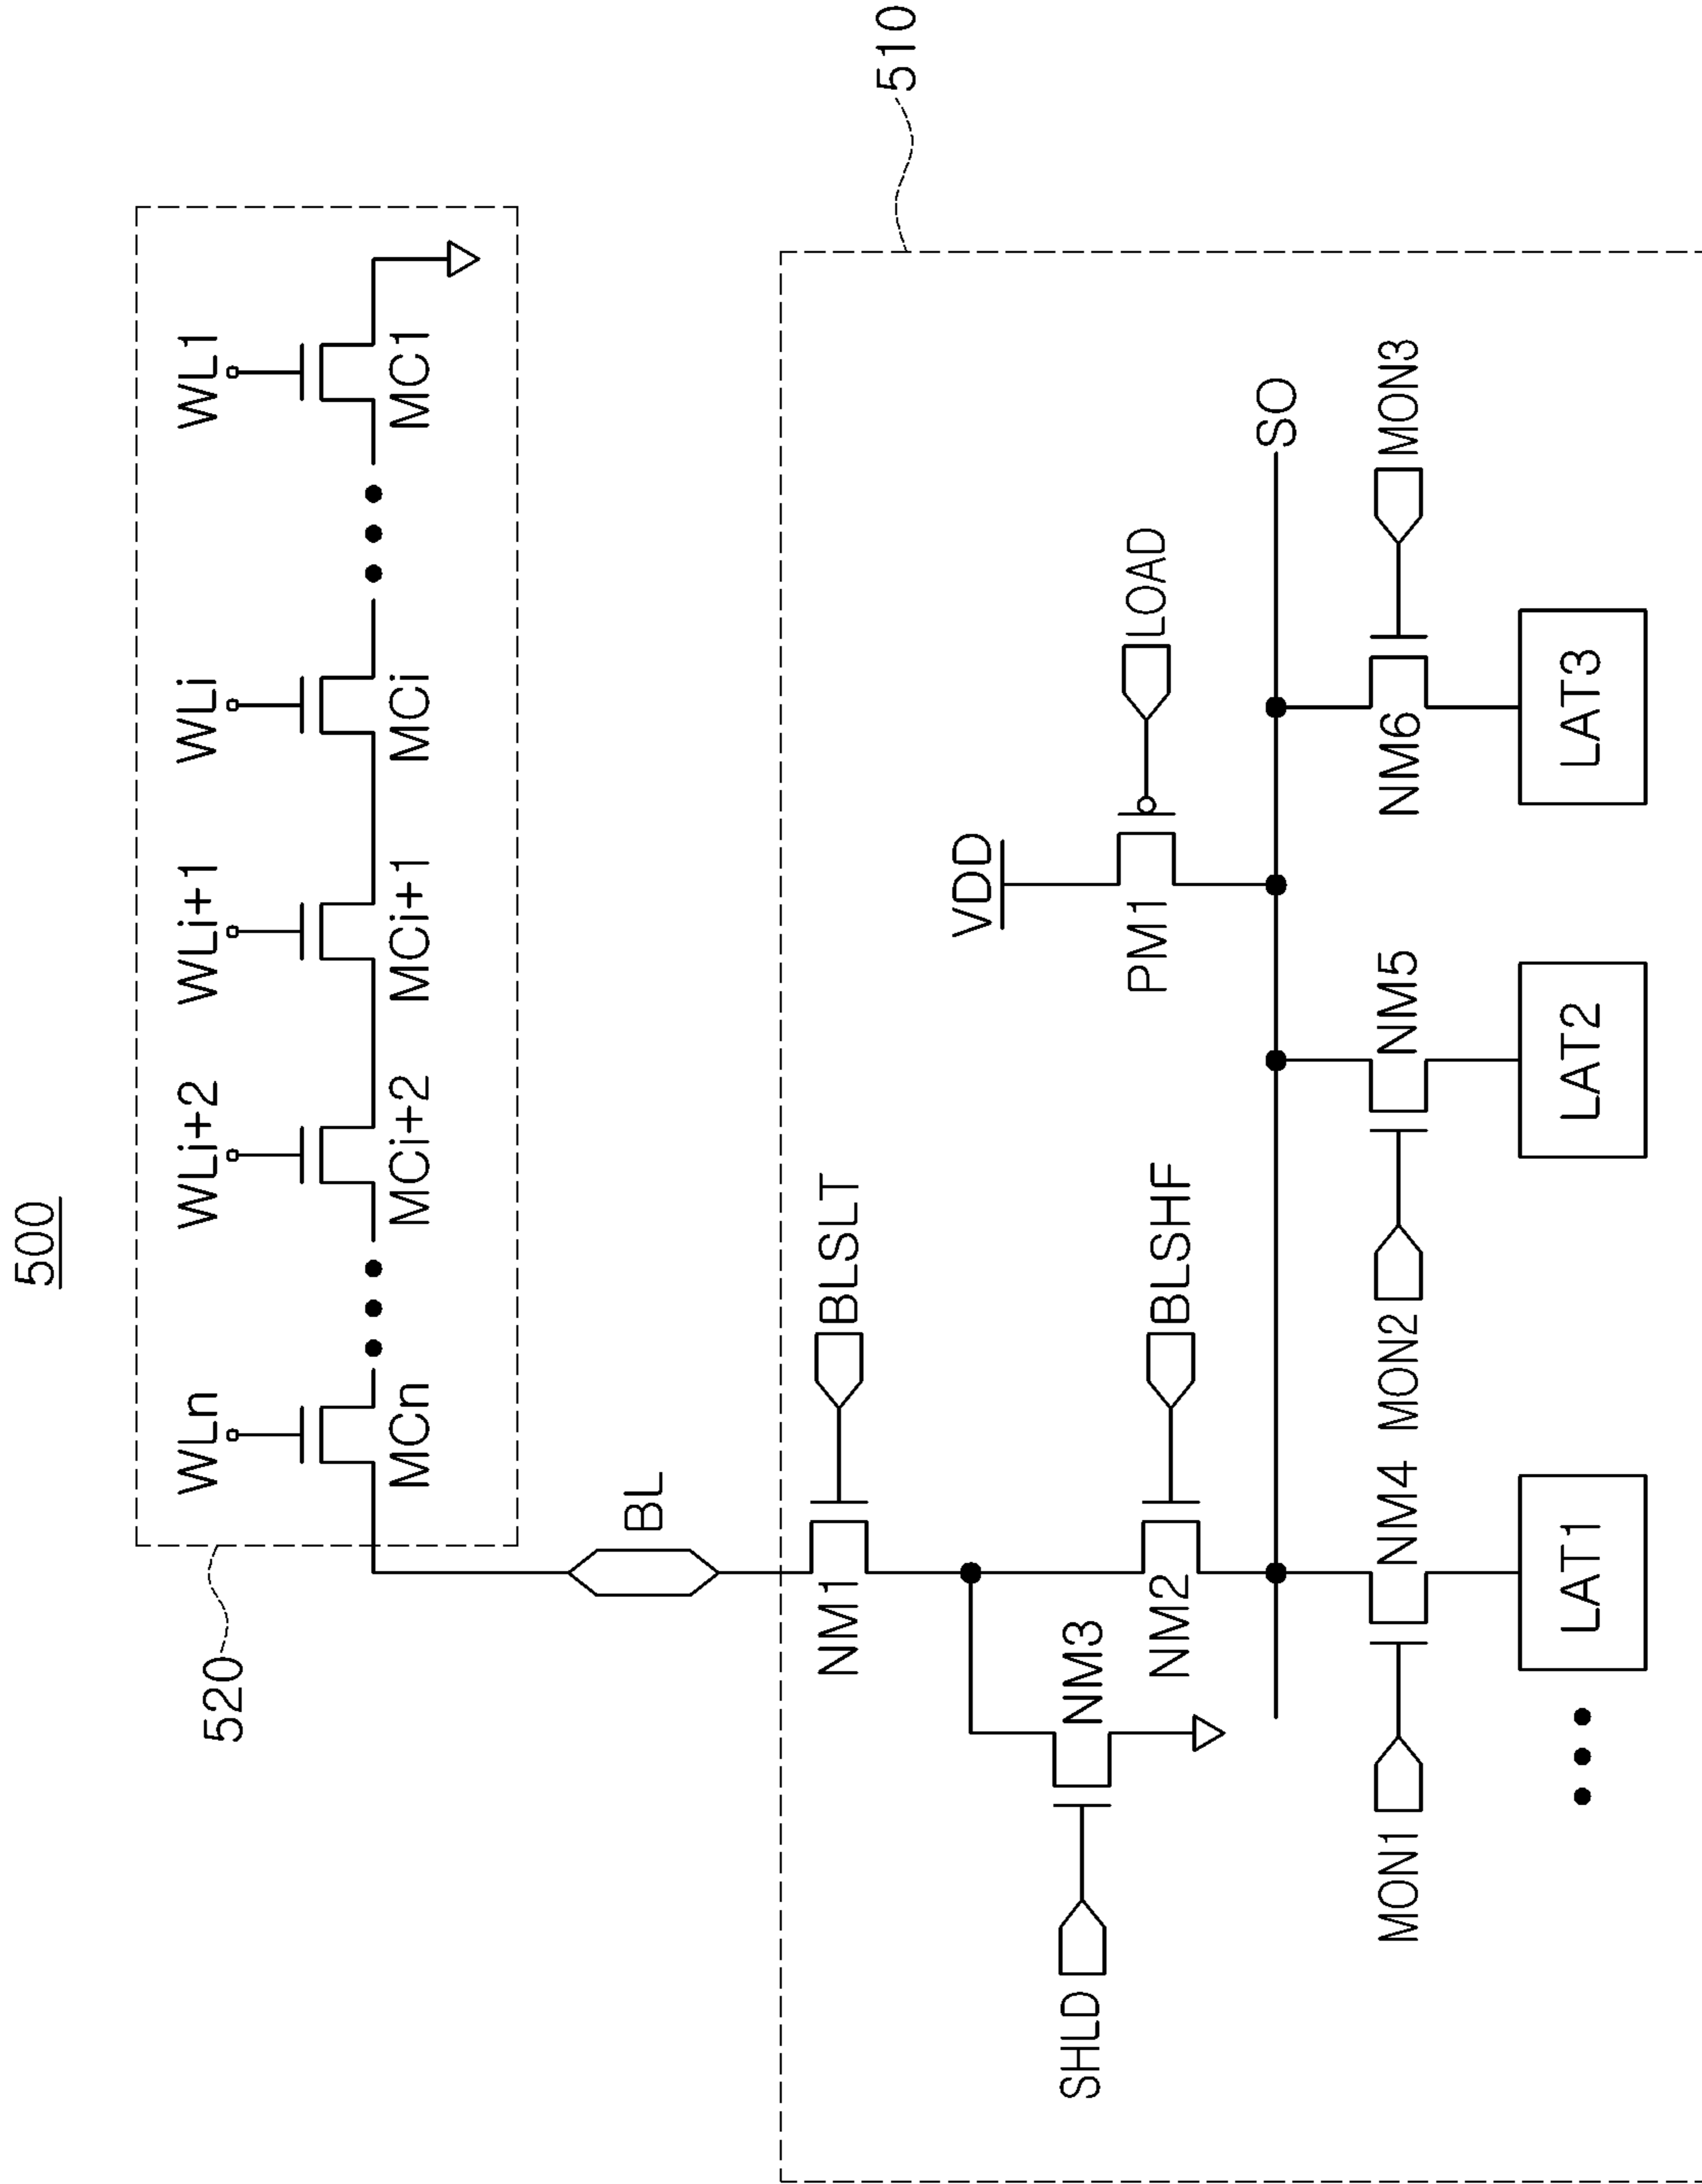 500
WLn
WLi+2
WLi+1
WLi
WL1
MCn
MCi+2
MCi+1
MCi
MC1
520
BL
510
NM1
BLSLT
VDD
NM3
SHLD
NM2
BLSHF
PM1
LOAD
SO
MON1
NM4
MON2
NM5
NM6
MON3
LAT1
LAT2
LAT3